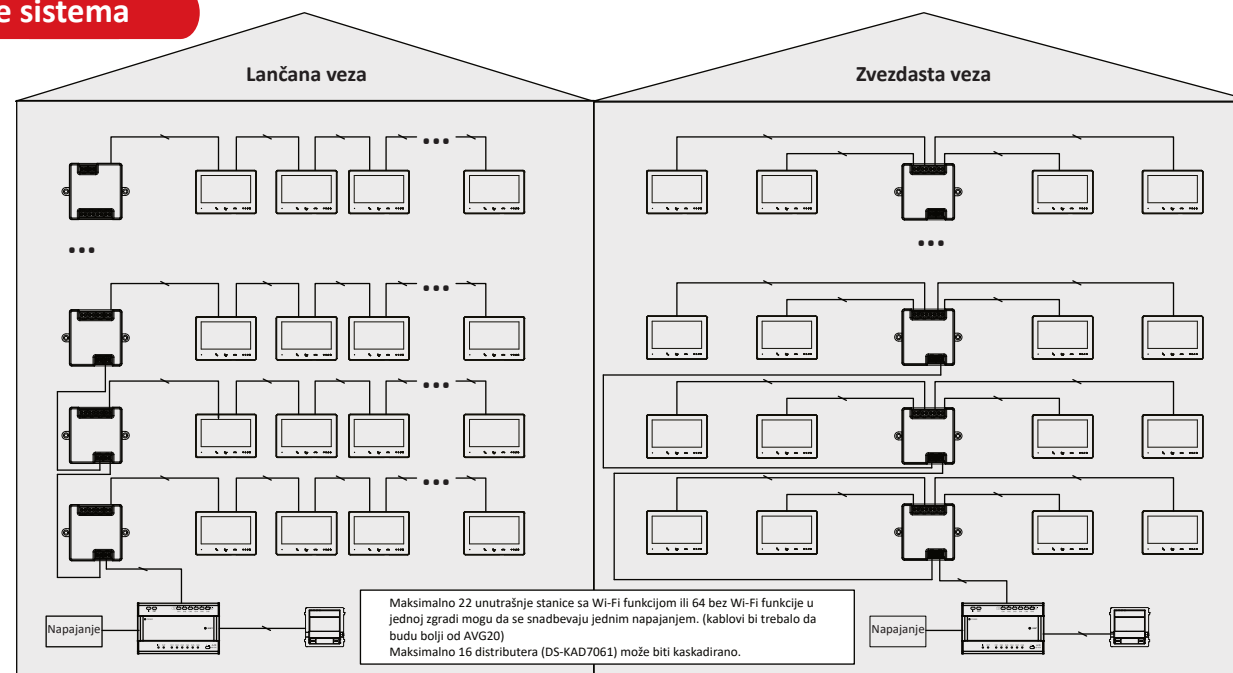 e sistema
Lančana veza
Zvezdasta veza
Napajanje
Maksimalno 22 unutrašnje stanice sa Wi-Fi funkcijom ili 64 bez Wi-Fi funkcije u
jednoj zgradi mogu da se snadbevaju jednim napajanjem. (kablovi bi trebalo da
budu bolji od AVG20)
Maksimalno 16 distributera (DS-KAD7061) može biti kaskadirano.
Napajanje